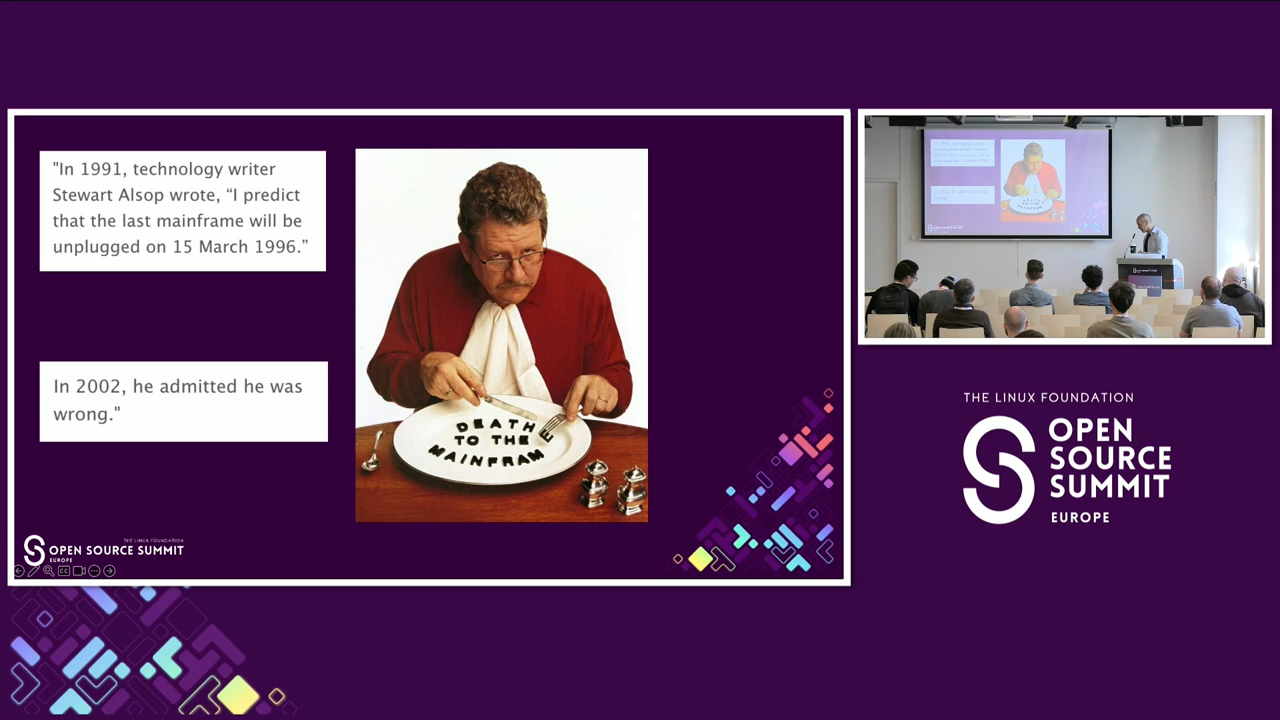 "In 1991, technology writer
Stewart Alsop wrote, “I predict
that the last mainframe will be
unplugged on 15 March 1996.”
In 2002, he admitted he was
wrong."
DEATH
TO THE
MAINFRAME
THE LINUX FOUNDATION
OPEN SOURCE SUMMIT
EUROPE
CC
THE LINUX FOUNDATION
OPEN
SOURCE
SUMMIT
EUROPE